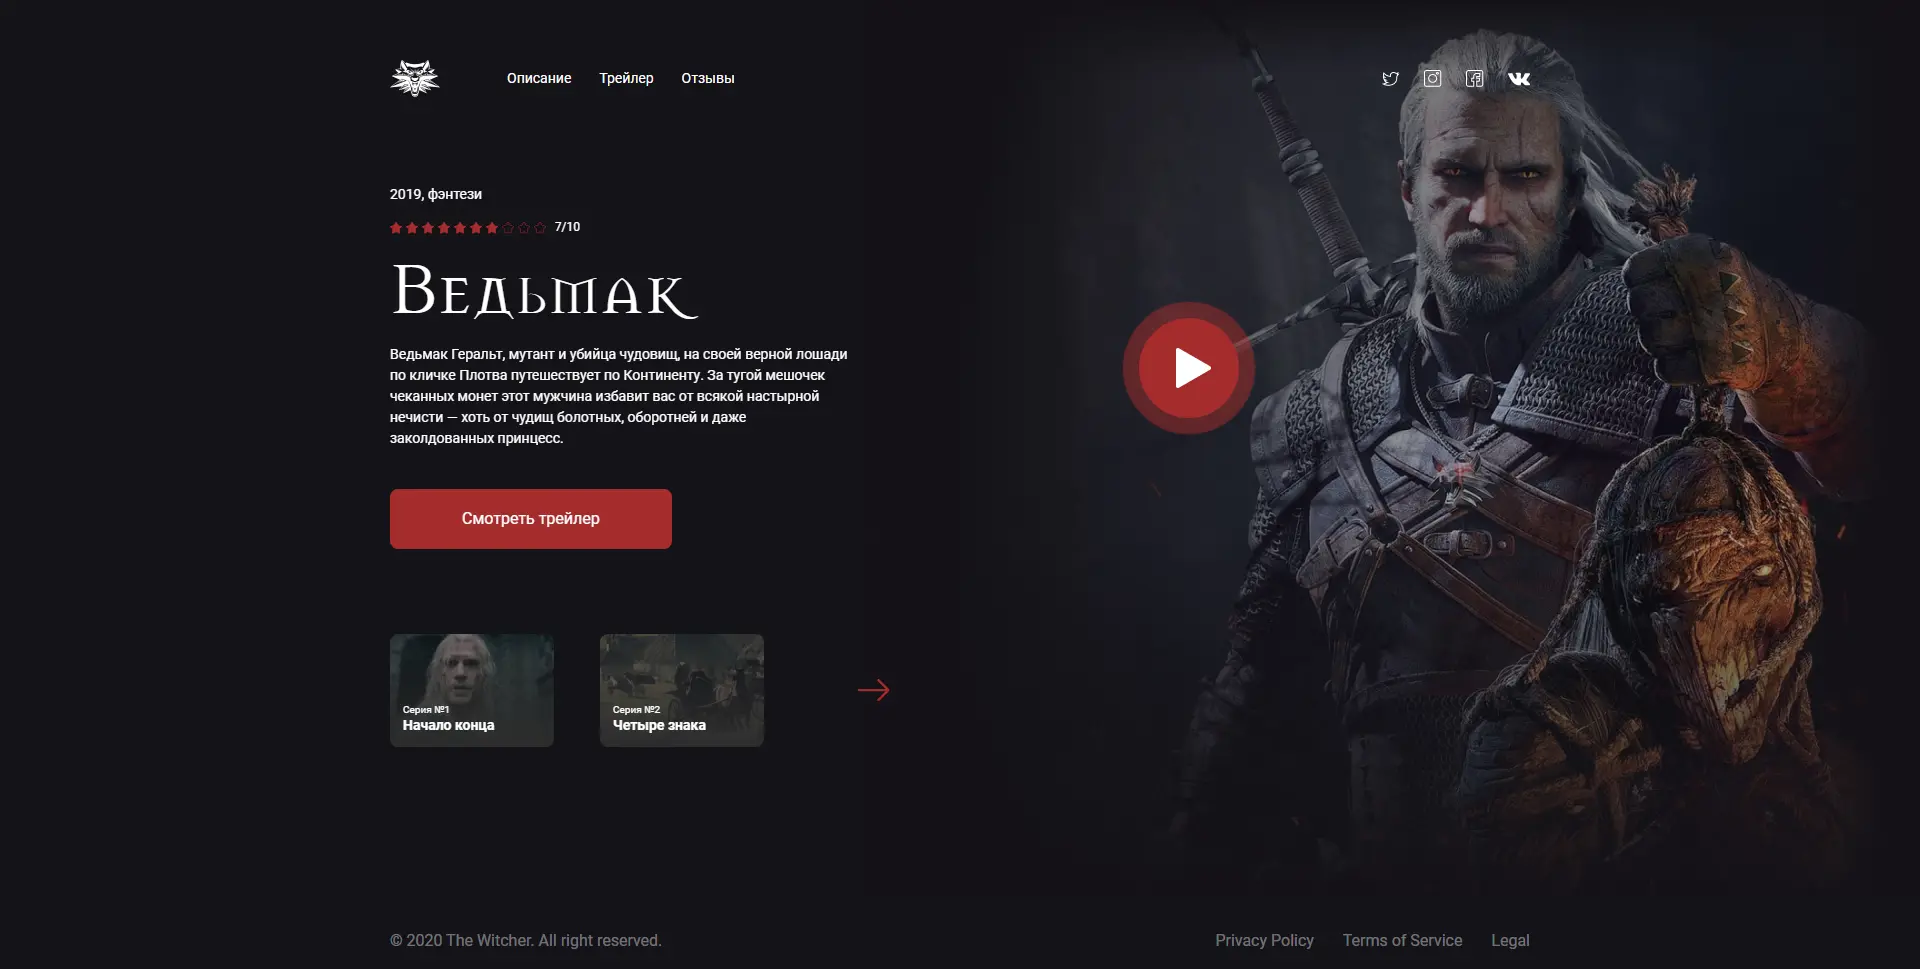 Описание
Трейлер
Отзывы
2019, фэнтези
7/10
Ведьмак
Ведьмак Геральт, мутант и убийца чудовищ, на своей верной лошади
по кличке Плотва путешествует по Континенту. За тугой мешочек
чеканных монет этот мужчина избавит вас от всякой настырной
нечисти — хоть от чудищ болотных, оборотней и даже
заколдованных принцесс.
Смотреть трейлер
Серия №1
Начало конца
Серия №2
Четыре знака
© 2020 The Witcher. All right reserved.
Privacy Policy
Terms of Service
Legal